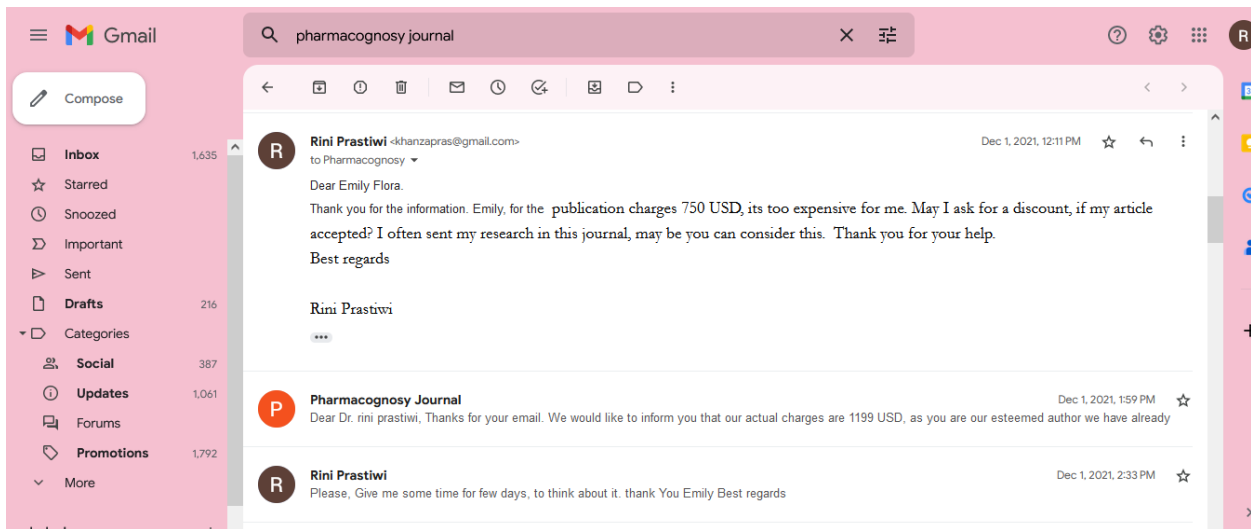 Gmail
pharmacognosy journal
R
Compose
Inbox 1,635
Starred
Snoozed
Important
Sent
Drafts 216
Categories
Social 387
Updates 1,061
Forums
Promotions 1,792
More
R
Rini Prastiwi <khanzapras@gmail.com> Dec 1, 2021, 12:11 PM
to Pharmacognosy
Dear Emily Flora.
Thank you for the information. Emily, for the publication charges 750 USD, its too expensive for me. May I ask for a discount, if my article
accepted? I often sent my research in this journal, may be you can consider this. Thank you for your help.
Best regards
Rini Prastiwi
P
Pharmacognosy Journal Dec 1, 2021, 1:59 PM
Dear Dr. rini prastiwi, Thanks for your email. We would like to inform you that our actual charges are 1199 USD, as you are our esteemed author we have already
R
Rini Prastiwi Dec 1, 2021, 2:33 PM
Please, Give me some time for few days, to think about it. thank You Emily Best regards